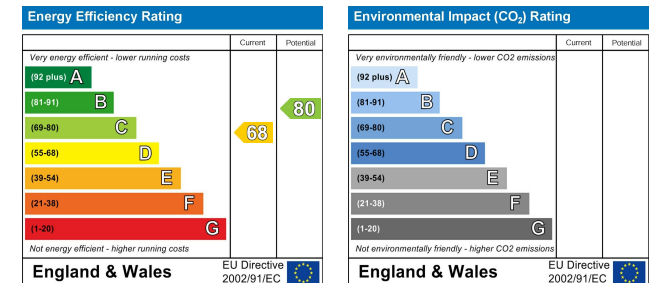 Energy Efficiency Rating
Current Potential
Very energy efficient - lower running costs
(92 plus) A
(81-91) B
(69-80) C
(55-68) D
(39-54) E
(21-38) F
(1-20) G
68
80
Not energy efficient - higher running costs
England & Wales
EU Directive
2002/91/EC
Environmental Impact (CO₂) Rating
Current Potential
Very environmentally friendly - lower CO2 emissions
(92 plus) A
(81-91) B
(69-80) C
(55-68) D
(39-54) E
(21-38) F
(1-20) G
Not environmentally friendly - higher CO2 emissions
England & Wales
EU Directive
2002/91/EC